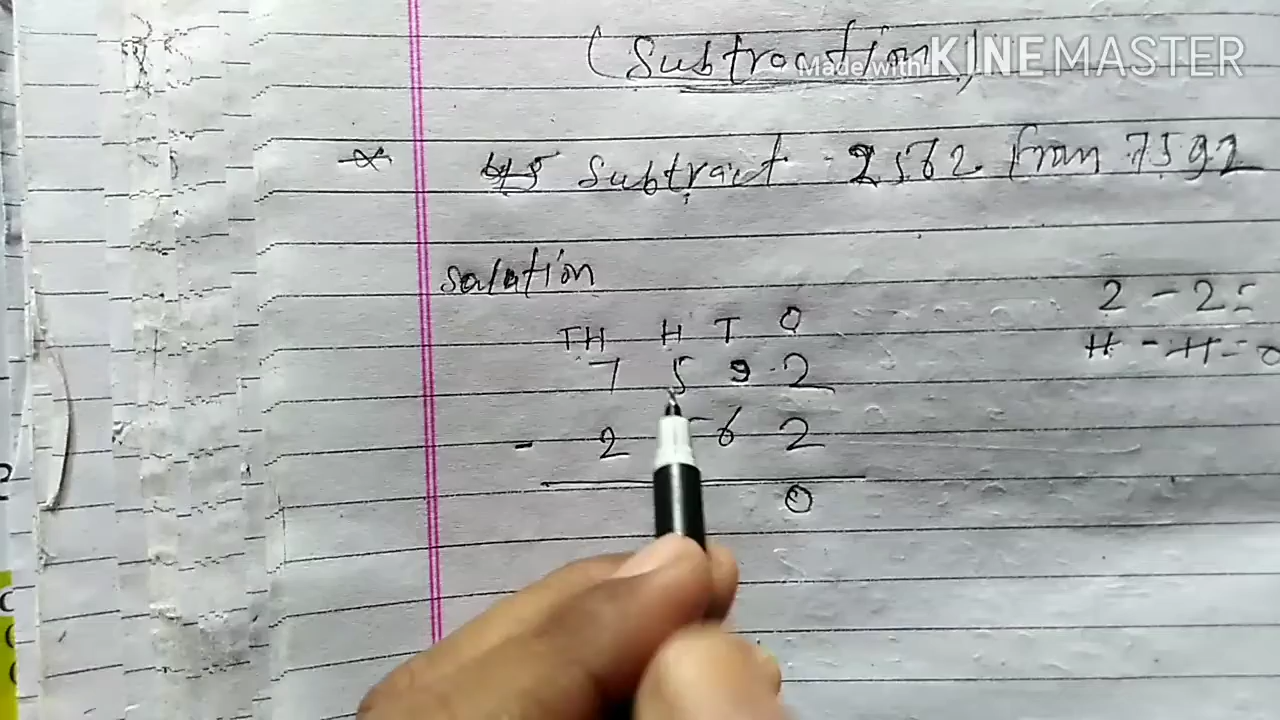 (Subtraction)
Made with KINEMASTER
Subtract 2562 from 7592
Solution
2 - 2 =
TH H T O
7 5 9 2
- 2 6 2
0